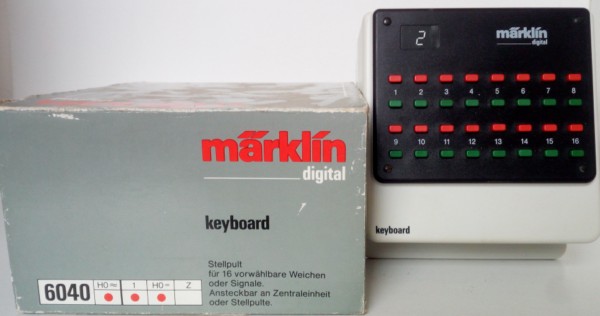 märklin
digital
keyboard
Stellpult
für 16 vorwählbare Weichen
oder Signale.
Ansteckbar an Zentraleinheit
oder Stellpulte.
6040
HO 1 HO Z
2
märklin
digital
1 2 3 4 5 6 7 8
9 10 11 12 13 14 15 16
keyboard